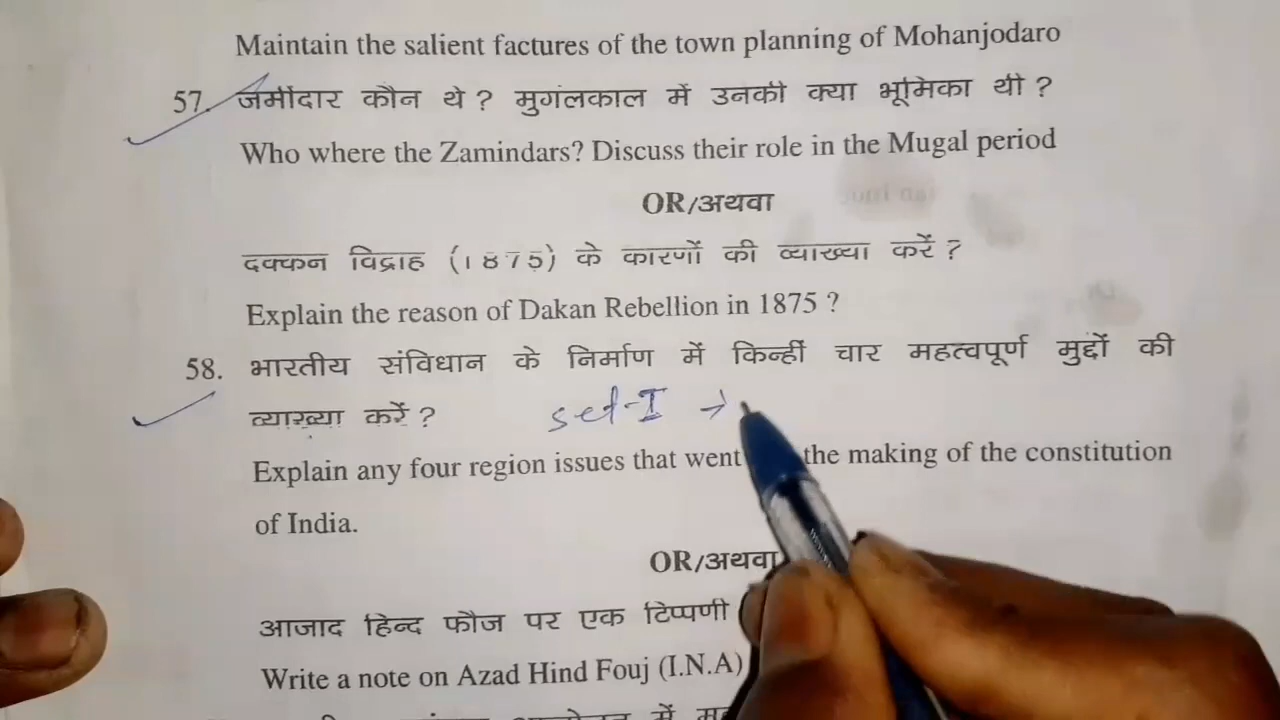 Maintain the salient factures of the town planning of Mohanjodaro
57. जमींदार कौन थे ? मुगलकाल में उनकी क्या भूमिका थी ?
Who where the Zamindars? Discuss their role in the Mugal period
OR/अथवा
दक्कन विद्राह (1875) के कारणों की व्याख्या करें ?
Explain the reason of Dakan Rebellion in 1875 ?
58. भारतीय संविधान के निर्माण में किन्हीं चार महत्वपूर्ण मुद्दों की
व्याख्या करें ? set-I →
Explain any four region issues that went the making of the constitution
of India.
OR/अथवा
आजाद हिन्द फौज पर एक टिप्पणी
Write a note on Azad Hind Fouj (I.N.A)